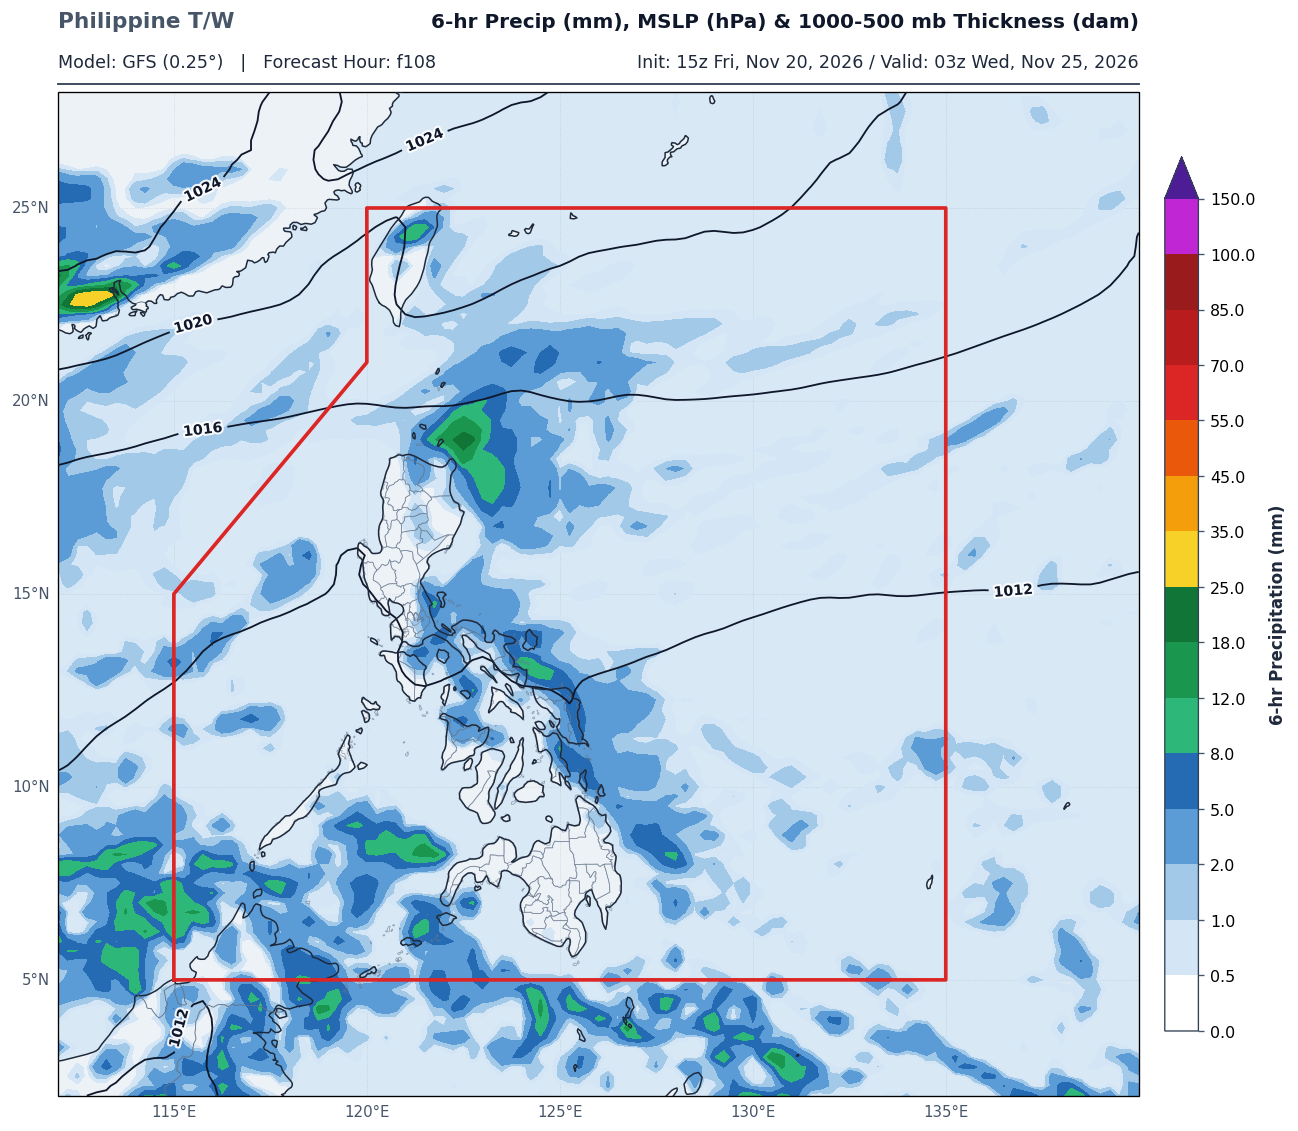 Philippine T/W
6-hr Precip (mm), MSLP (hPa) & 1000-500 mb Thickness (dam)
Model: GFS (0.25°) | Forecast Hour: f108
Init: 15z Fri, Nov 20, 2026 / Valid: 03z Wed, Nov 25, 2026
1024
1024
1020
1016
1012
1012
25°N
20°N
15°N
10°N
5°N
115°E
120°E
125°E
130°E
135°E
150.0
100.0
85.0
70.0
55.0
45.0
35.0
25.0
18.0
12.0
8.0
5.0
2.0
1.0
0.5
0.0
6-hr Precipitation (mm)